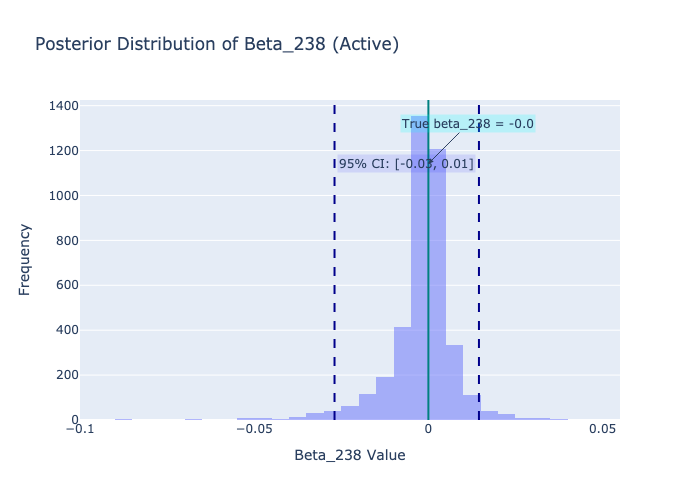 Posterior Distribution of Beta_238 (Active)
1400
1200
1000
800
600
400
200
0
True beta_238 = -0.0
95% CI: [-0.03, 0.01]
Frequency
−0.1
−0.05
0
0.05
Beta_238 Value